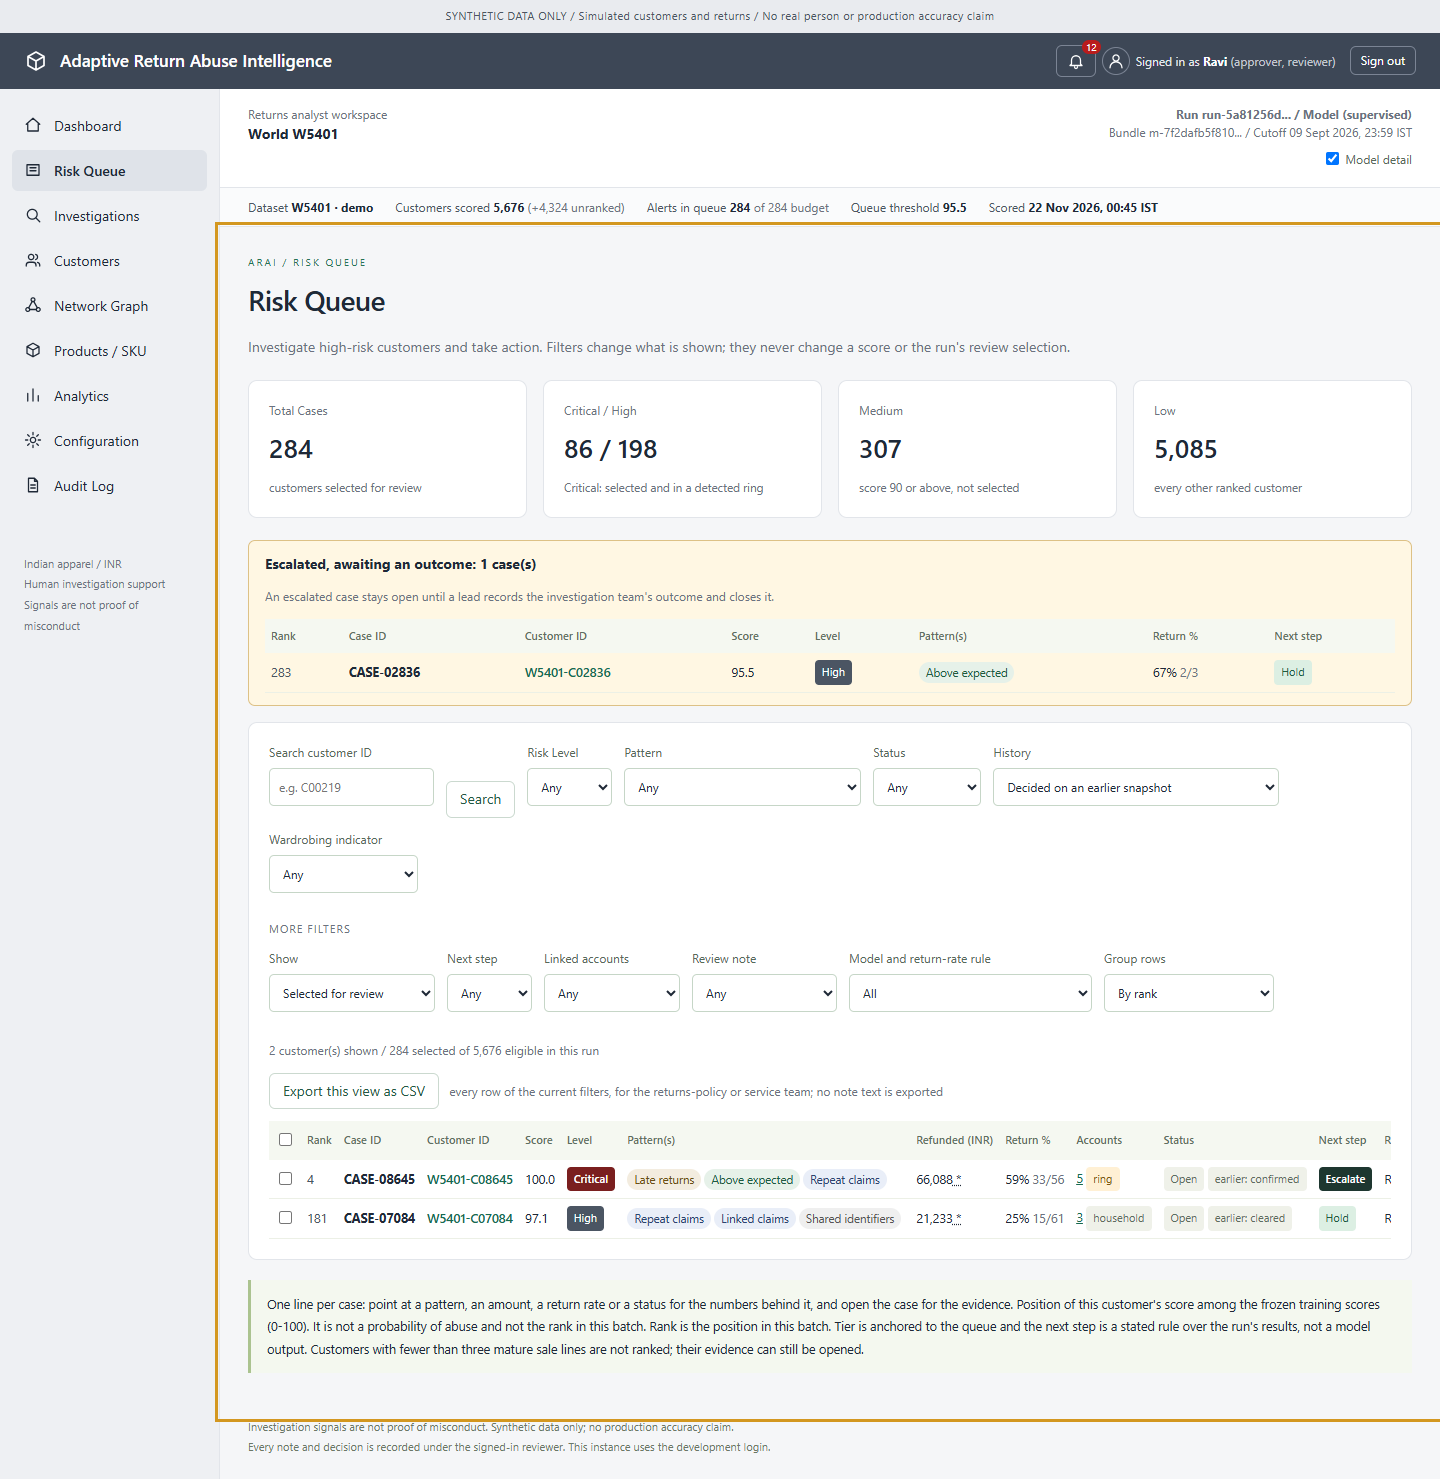 SYNTHETIC DATA ONLY / Simulated customers and returns / No real person or production accuracy claim
Adaptive Return Abuse Intelligence
12
Signed in as Ravi (approver, reviewer)
Sign out
Dashboard
Risk Queue
Investigations
Customers
Network Graph
Products / SKU
Analytics
Configuration
Audit Log
Indian apparel / INR
Human investigation support
Signals are not proof of
misconduct
Returns analyst workspace
World W5401
Run run-5a81256d... / Model (supervised)
Bundle m-7f2dafb5f810... / Cutoff 09 Sept 2026, 23:59 IST
Model detail
Dataset W5401 · demo Customers scored 5,676 (+4,324 unranked) Alerts in queue 284 of 284 budget Queue threshold 95.5 Scored 22 Nov 2026, 00:45 IST
ARAI / RISK QUEUE
Risk Queue
Investigate high-risk customers and take action. Filters change what is shown; they never change a score or the run's review selection.
Total Cases
284
customers selected for review
Critical / High
86 / 198
Critical: selected and in a detected ring
Medium
307
score 90 or above, not selected
Low
5,085
every other ranked customer
Escalated, awaiting an outcome: 1 case(s)
An escalated case stays open until a lead records the investigation team's outcome and closes it.
Rank Case ID Customer ID Score Level Pattern(s) Return % Next step
283 CASE-02836 W5401-C02836 95.5 High Above expected 67% 2/3 Hold
Search customer ID
e.g. C00219
Search
Risk Level
Any
Pattern
Any
Status
Any
History
Decided on an earlier snapshot
Wardrobing indicator
Any
MORE FILTERS
Show
Selected for review
Next step
Any
Linked accounts
Any
Review note
Any
Model and return-rate rule
All
Group rows
By rank
2 customer(s) shown / 284 selected of 5,676 eligible in this run
Export this view as CSV every row of the current filters, for the returns-policy or service team; no note text is exported
Rank Case ID Customer ID Score Level Pattern(s) Refunded (INR) Return % Accounts Status Next step R
4 CASE-08645 W5401-C08645 100.0 Critical Late returns Above expected Repeat claims 66,088 * 59% 33/56 5 ring Open earlier: confirmed Escalate R
181 CASE-07084 W5401-C07084 97.1 High Repeat claims Linked claims Shared identifiers 21,233 * 25% 15/61 3 household Open earlier: cleared Hold R
One line per case: point at a pattern, an amount, a return rate or a status for the numbers behind it, and open the case for the evidence. Position of this customer's score among the frozen training scores
(0-100). It is not a probability of abuse and not the rank in this batch. Rank is the position in this batch. Tier is anchored to the queue and the next step is a stated rule over the run's results, not a model
output. Customers with fewer than three mature sale lines are not ranked; their evidence can still be opened.
Investigation signals are not proof of misconduct. Synthetic data only; no production accuracy claim.
Every note and decision is recorded under the signed-in reviewer. This instance uses the development login.